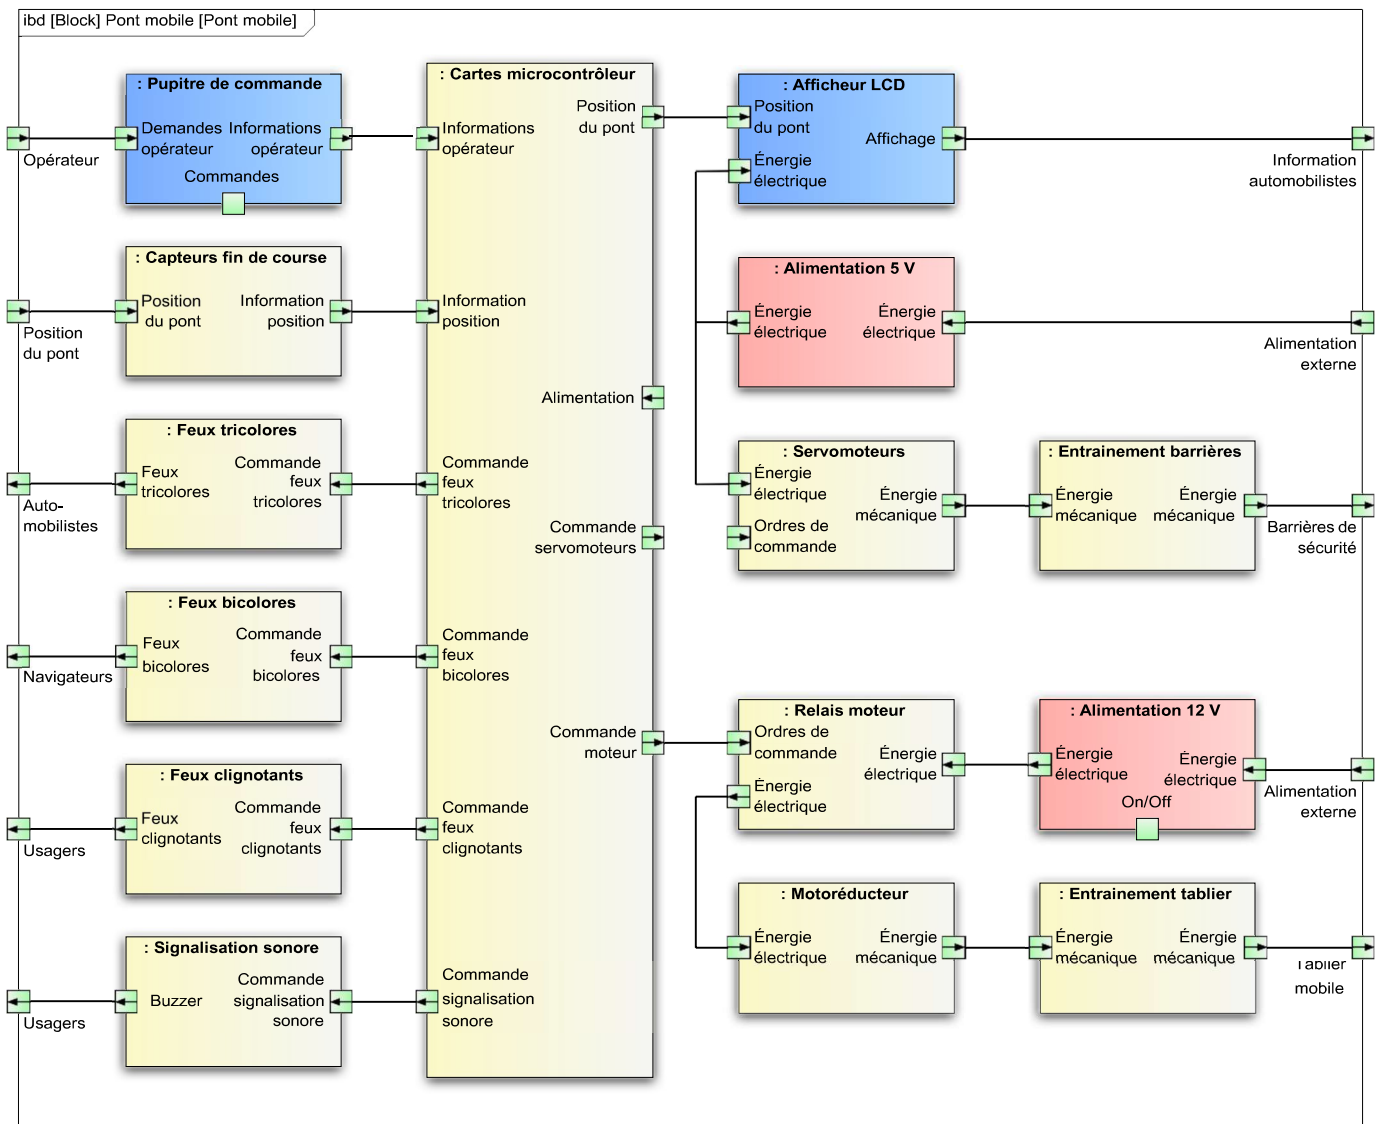 ibd [Block] Pont mobile [Pont mobile]
: Pupitre de commande
Demandes
opérateur
Informations
opérateur
Commandes
Opérateur
: Capteurs fin de course
Position
du pont
Information
position
Position
du pont
: Feux tricolores
Feux
tricolores
Commande
feux
tricolores
Auto-
mobilistes
: Feux bicolores
Feux
bicolores
Commande
feux
bicolores
Navigateurs
: Feux clignotants
Feux
clignotants
Commande
feux
clignotants
Usagers
: Signalisation sonore
Buzzer
Commande
signalisation
sonore
Usagers
: Cartes microcontrôleur
Informations
opérateur
Information
position
Commande
feux
tricolores
Commande
feux
bicolores
Commande
feux
clignotants
Commande
signalisation
sonore
Position
du pont
Alimentation
Commande
servomoteurs
Commande
moteur
: Afficheur LCD
Position
du pont
Énergie
électrique
Affichage
Information
automobilistes
: Alimentation 5 V
Énergie
électrique
Énergie
électrique
Alimentation
externe
: Servomoteurs
Énergie
électrique
Ordres de
commande
Énergie
mécanique
: Entrainement barrières
Énergie
mécanique
Énergie
mécanique
Barrières de
sécurité
: Relais moteur
Ordres de
commande
Énergie
électrique
Énergie
électrique
: Alimentation 12 V
Énergie
électrique
Énergie
électrique
On/Off
Alimentation
externe
: Motoréducteur
Énergie
électrique
Énergie
mécanique
: Entrainement tablier
Énergie
mécanique
Énergie
mécanique
Tablier
mobile